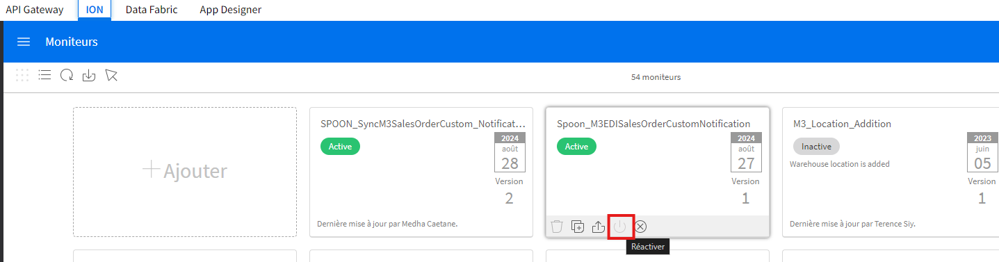 API Gateway ION Data Fabric App Designer
Moniteurs
54 moniteurs
Ajouter
SPOON_SyncM3SalesOrderCustom_Notificat...
Active
2024
août
28
Version
2
Dernière mise à jour par Medha Caetane.
Spoon_M3EDISalesOrderCustomNotification
Active
2024
août
27
Version
1
Réactiver
M3_Location_Addition
Inactive
Warehouse location is added
2023
juin
05
Version
1
Dernière mise à jour par Terence Siy.